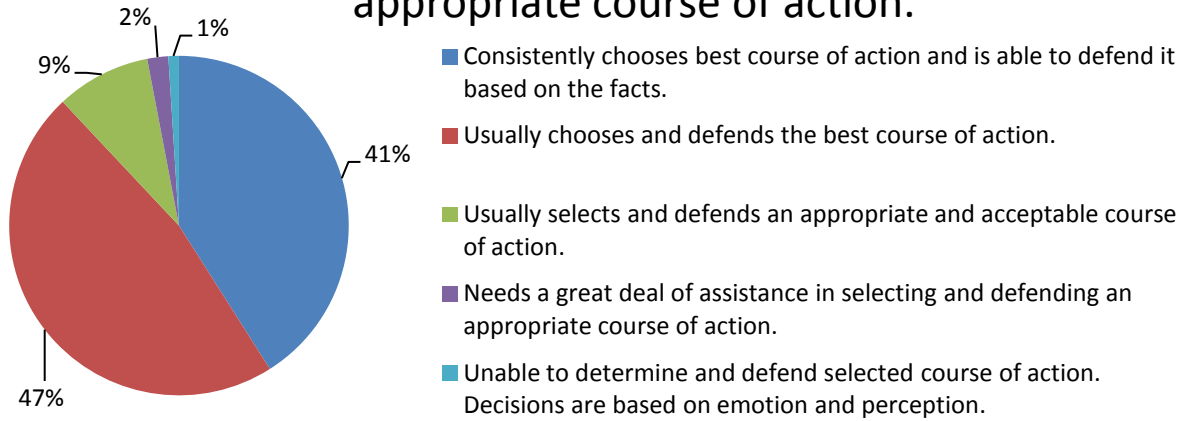 appropriate course of action.
2%
1%
9%
41%
47%
Consistently chooses best course of action and is able to defend it
based on the facts.
Usually chooses and defends the best course of action.
Usually selects and defends an appropriate and acceptable course
of action.
Needs a great deal of assistance in selecting and defending an
appropriate course of action.
Unable to determine and defend selected course of action.
Decisions are based on emotion and perception.